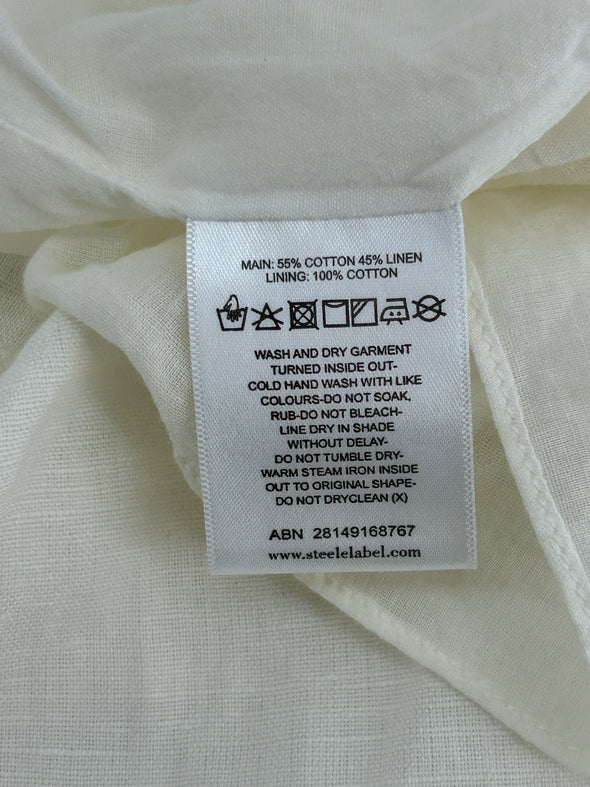 MAIN: 55% COTTON 45% LINEN
LINING: 100% COTTON
WASH AND DRY GARMENT
TURNED INSIDE OUT-
COLD HAND WASH WITH LIKE
COLOURS-DO NOT SOAK,
RUB-DO NOT BLEACH-
LINE DRY IN SHADE
WITHOUT DELAY-
DO NOT TUMBLE DRY-
WARM STEAM IRON INSIDE
OUT TO ORIGINAL SHAPE-
DO NOT DRYCLEAN (X)
ABN 28149168767
www.steelelabel.com